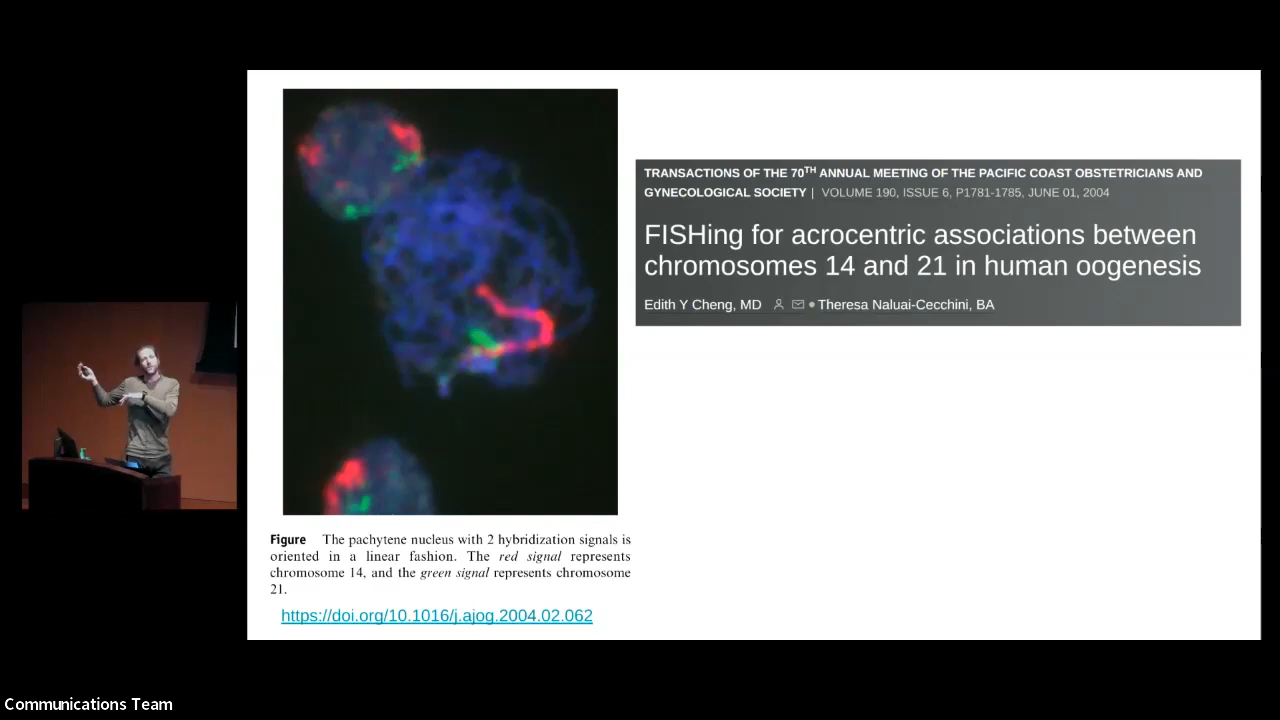 TRANSACTIONS OF THE 70TH ANNUAL MEETING OF THE PACIFIC COAST OBSTETRICIANS AND
GYNECOLOGICAL SOCIETY | VOLUME 190, ISSUE 6, P1781-1785, JUNE 01, 2004
FISHing for acrocentric associations between
chromosomes 14 and 21 in human oogenesis
Edith Y Cheng, MD • Theresa Naluai-Cecchini, BA
Figure The pachytene nucleus with 2 hybridization signals is
oriented in a linear fashion. The red signal represents
chromosome 14, and the green signal represents chromosome
21.
https://doi.org/10.1016/j.ajog.2004.02.062
Communications Team